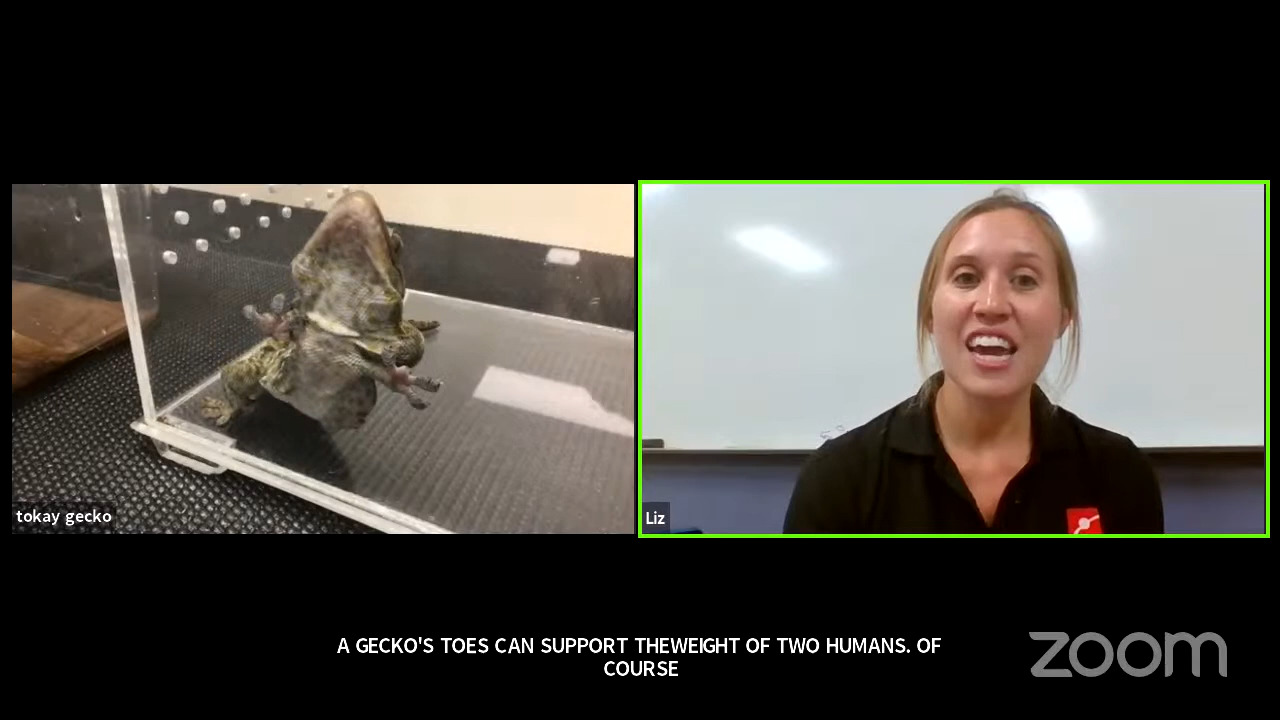 tokay gecko
Liz
A GECKO'S TOES CAN SUPPORT THEWEIGHT OF TWO HUMANS. OF
COURSE
zoom